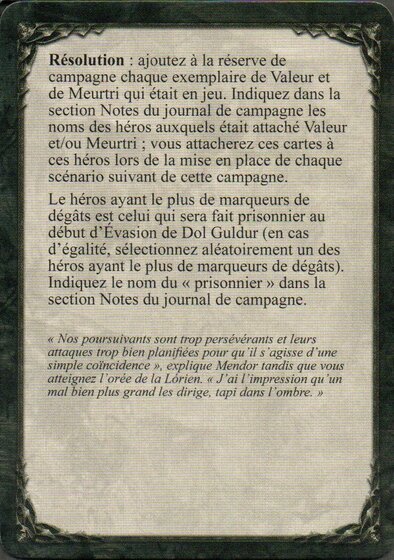 Résolution : ajoutez à la réserve de
campagne chaque exemplaire de Valeur et
de Meurtri qui était en jeu. Indiquez dans la
section Notes du journal de campagne les
noms des héros auxquels était attaché Valeur
et/ou Meurtri ; vous attacherez ces cartes à
ces héros lors de la mise en place de chaque
scénario suivant de cette campagne.
Le héros ayant le plus de marqueurs de
dégâts est celui qui sera fait prisonnier au
début d’Évasion de Dol Guldur (en cas
d’égalité, sélectionnez aléatoirement un des
héros ayant le plus de marqueurs de dégâts).
Indiquez le nom du « prisonnier » dans la
section Notes du journal de campagne.
« Nos poursuivants sont trop persévérants et leurs
attaques trop bien planifiées pour qu’il s’agisse d’une
simple coïncidence », explique Mendor tandis que vous
atteignez l’orée de la Lórien. « J’ai l’impression qu’un
mal bien plus grand les dirige, tapi dans l’ombre. »